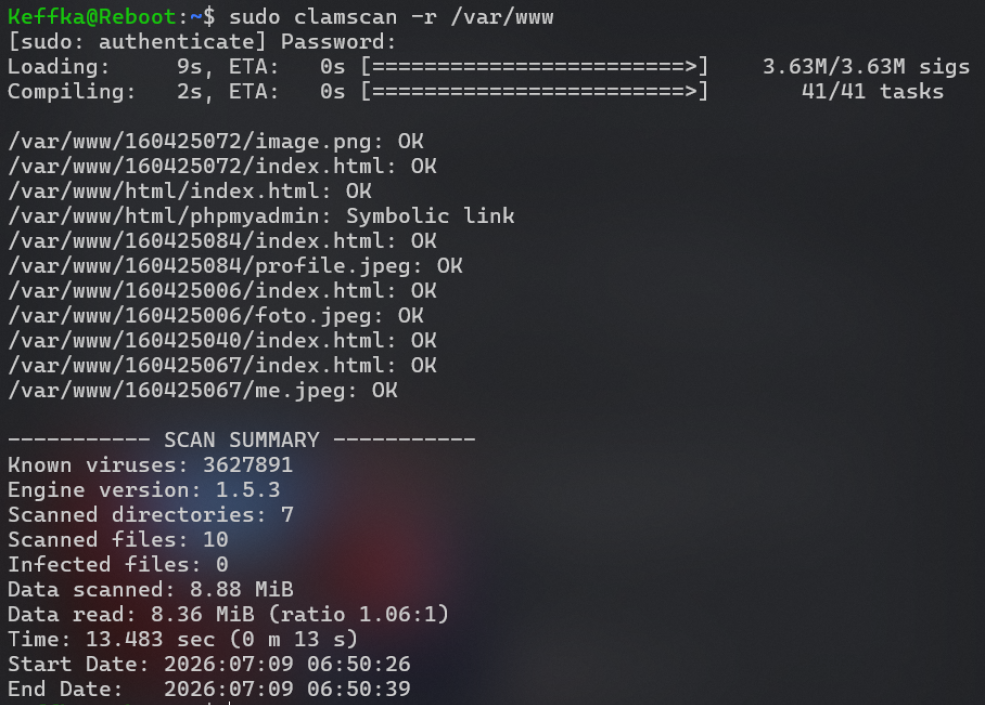 Keffka@Reboot:~$ sudo clamscan -r /var/www
[sudo: authenticate] Password:
Loading:     9s, ETA:   0s [========================>]    3.63M/3.63M sigs
Compiling:   2s, ETA:   0s [========================>]       41/41 tasks
/var/www/160425072/image.png: OK
/var/www/160425072/index.html: OK
/var/www/html/index.html: OK
/var/www/html/phpmyadmin: Symbolic link
/var/www/160425084/index.html: OK
/var/www/160425084/profile.jpeg: OK
/var/www/160425006/index.html: OK
/var/www/160425006/foto.jpeg: OK
/var/www/160425040/index.html: OK
/var/www/160425067/index.html: OK
/var/www/160425067/me.jpeg: OK
----------- SCAN SUMMARY -----------
Known viruses: 3627891
Engine version: 1.5.3
Scanned directories: 7
Scanned files: 10
Infected files: 0
Data scanned: 8.88 MiB
Data read: 8.36 MiB (ratio 1.06:1)
Time: 13.483 sec (0 m 13 s)
Start Date: 2026:07:09 06:50:26
End Date:   2026:07:09 06:50:39